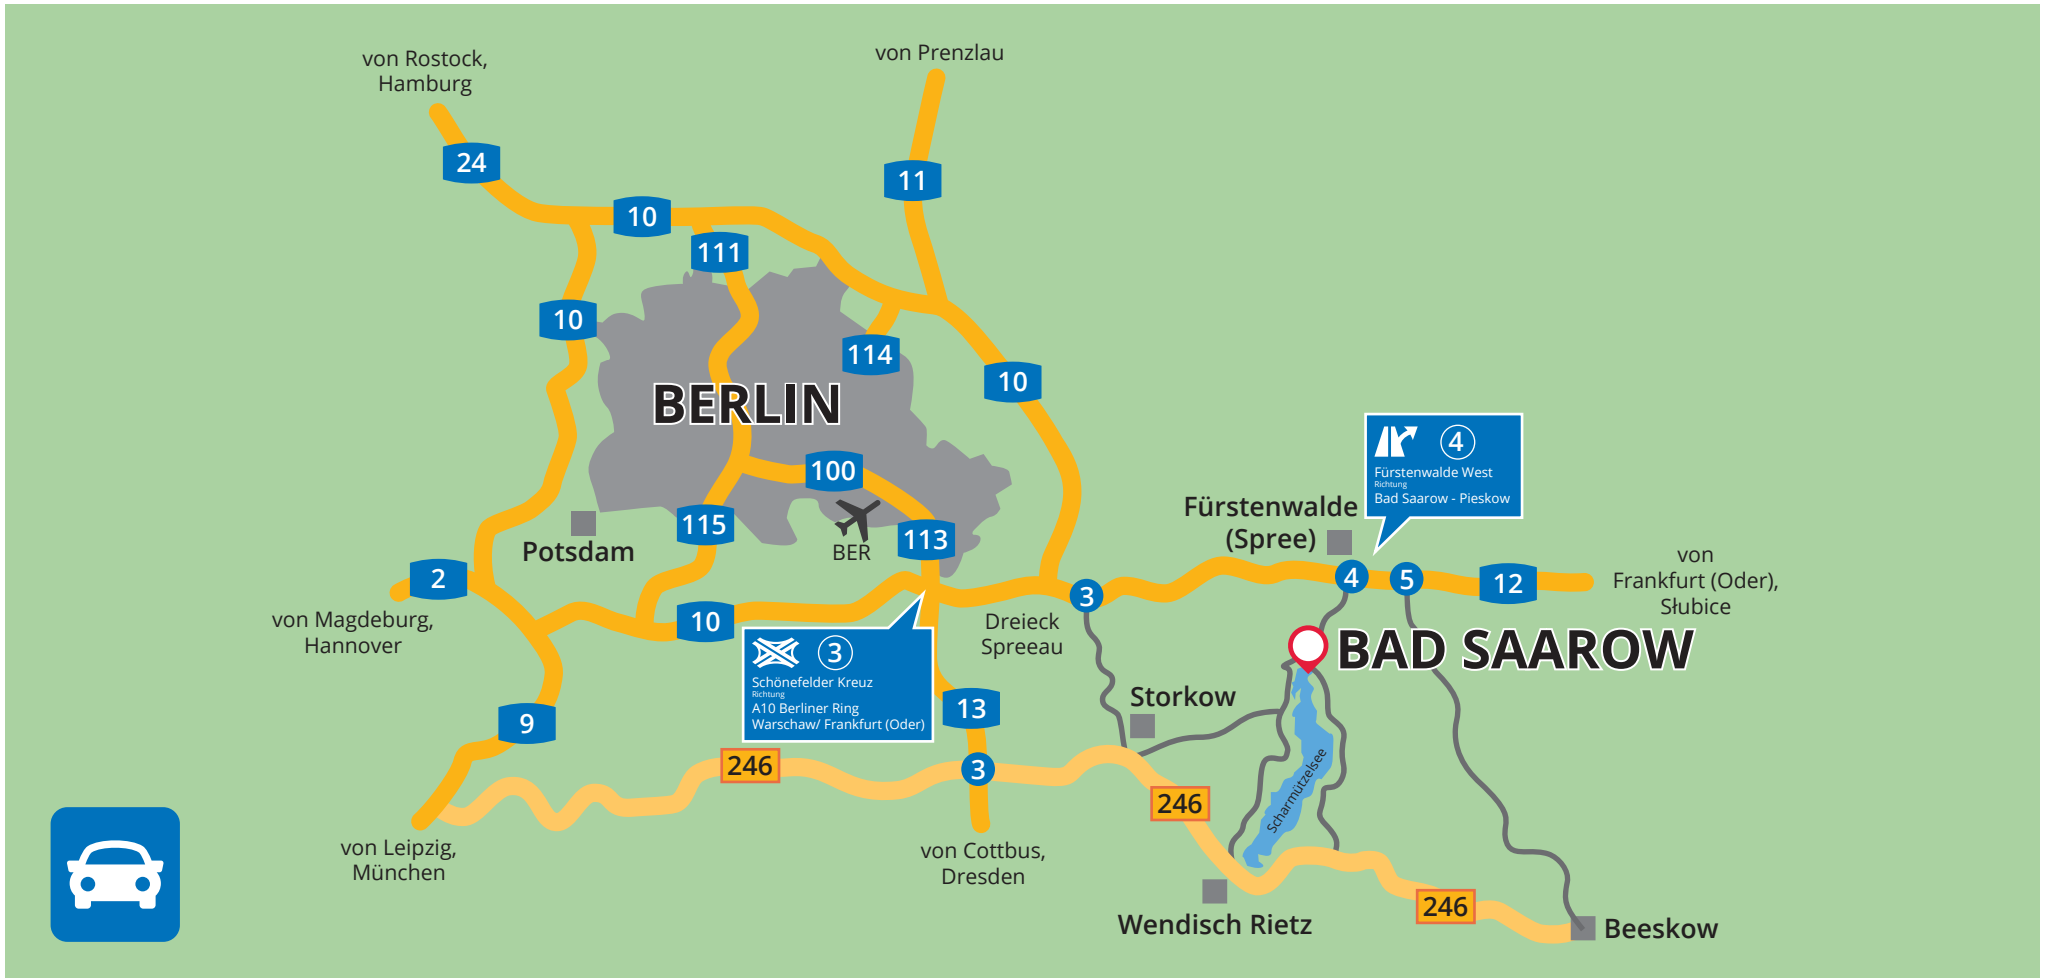 von Prenzlau
von Rostock,
Hamburg
24
11
10
111
10
114
10
BERLIN
4
Fürstenwalde West
Richtung
Bad Saarow - Pieskow
100
Fürstenwalde
(Spree)
115
113
Potsdam
BER
von
Frankfurt (Oder),
Słubice
2
4
5
12
3
von Magdeburg,
Hannover
10
Dreieck
Spreeau
3
Schönefelder Kreuz
Richtung
A10 Berliner Ring
Warschaw/ Frankfurt (Oder)
BAD SAAROW
Storkow
13
9
246
3
Scharmützelsee
246
von Leipzig,
München
von Cottbus,
Dresden
246
Wendisch Rietz
Beeskow